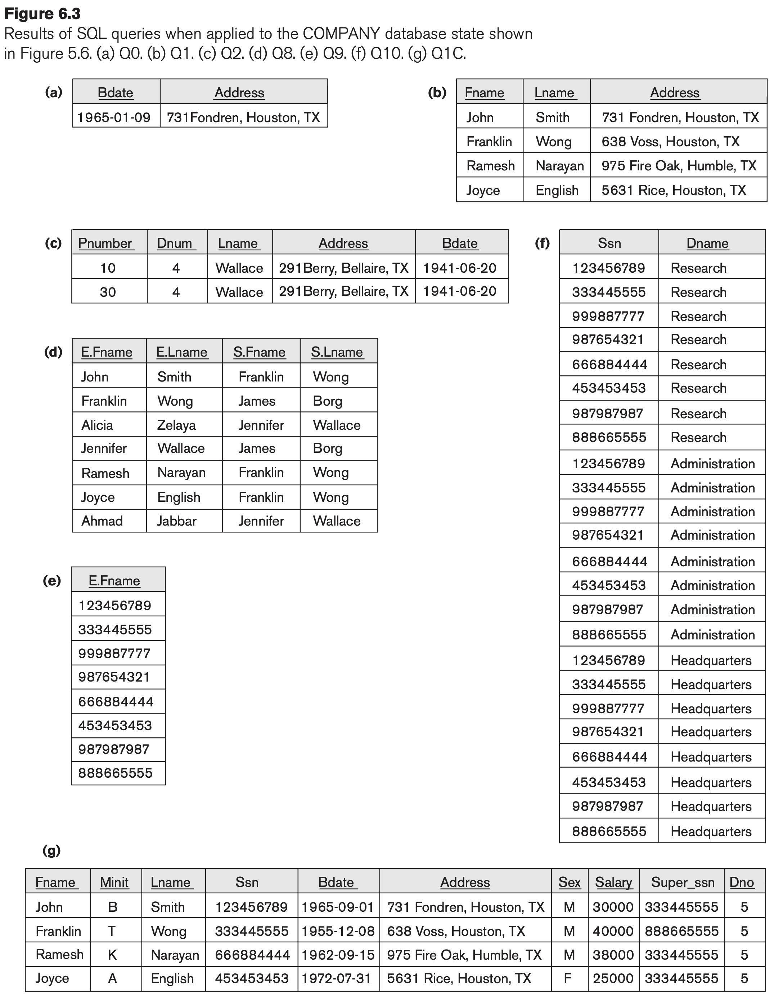 Figure 6.3
Results of SQL queries when applied to the COMPANY database state shown
in Figure 5.6. (a) Q0. (b) Q1. (c) Q2. (d) Q8. (e) Q9. (f) Q10. (g) Q1C.
(a)
Bdate Address
1965-01-09 731Fondren, Houston, TX
(b)
Fname Lname Address
John Smith 731 Fondren, Houston, TX
Franklin Wong 638 Voss, Houston, TX
Ramesh Narayan 975 Fire Oak, Humble, TX
Joyce English 5631 Rice, Houston, TX
(c)
Pnumber Dnum Lname Address Bdate
10 4 Wallace 291Berry, Bellaire, TX 1941-06-20
30 4 Wallace 291Berry, Bellaire, TX 1941-06-20
(d)
E.Fname E.Lname S.Fname S.Lname
John Smith Franklin Wong
Franklin Wong James Borg
Alicia Zelaya Jennifer Wallace
Jennifer Wallace James Borg
Ramesh Narayan Franklin Wong
Joyce English Franklin Wong
Ahmad Jabbar Jennifer Wallace
(e)
E.Fname
123456789
333445555
999887777
987654321
666884444
453453453
987987987
888665555
(f)
Ssn Dname
123456789 Research
333445555 Research
999887777 Research
987654321 Research
666884444 Research
453453453 Research
987987987 Research
888665555 Research
123456789 Administration
333445555 Administration
999887777 Administration
987654321 Administration
666884444 Administration
453453453 Administration
987987987 Administration
888665555 Administration
123456789 Headquarters
333445555 Headquarters
999887777 Headquarters
987654321 Headquarters
666884444 Headquarters
453453453 Headquarters
987987987 Headquarters
888665555 Headquarters
(g)
Fname Minit Lname Ssn Bdate Address Sex Salary Super_ssn Dno
John B Smith 123456789 1965-09-01 731 Fondren, Houston, TX M 30000 333445555 5
Franklin T Wong 333445555 1955-12-08 638 Voss, Houston, TX M 40000 888665555 5
Ramesh K Narayan 666884444 1962-09-15 975 Fire Oak, Humble, TX M 38000 333445555 5
Joyce A English 453453453 1972-07-31 5631 Rice, Houston, TX F 25000 333445555 5